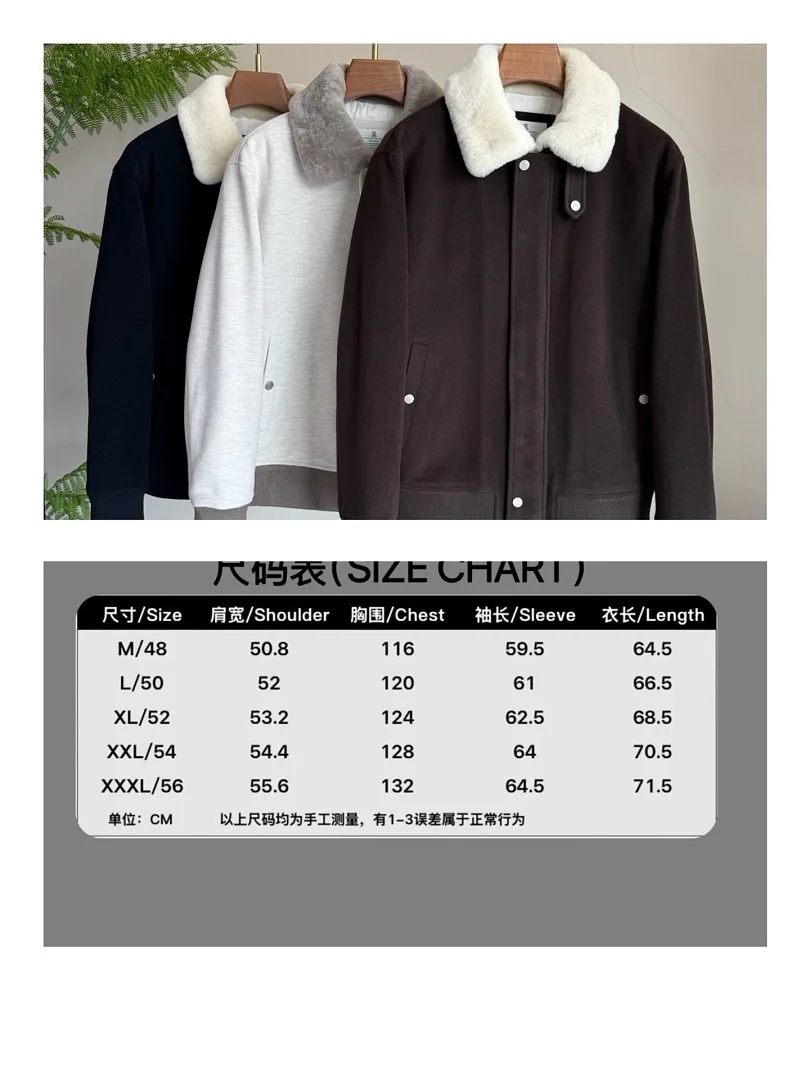 尺码表(SIZE CHART)
尺寸/Size 肩宽/Shoulder 胸围/Chest 袖长/Sleeve 衣长/Length
M/48 50.8 116 59.5 64.5
L/50 52 120 61 66.5
XL/52 53.2 124 62.5 68.5
XXL/54 54.4 128 64 70.5
XXXL/56 55.6 132 64.5 71.5
单位：CM 以上尺码均为手工测量，有1-3误差属于正常行为